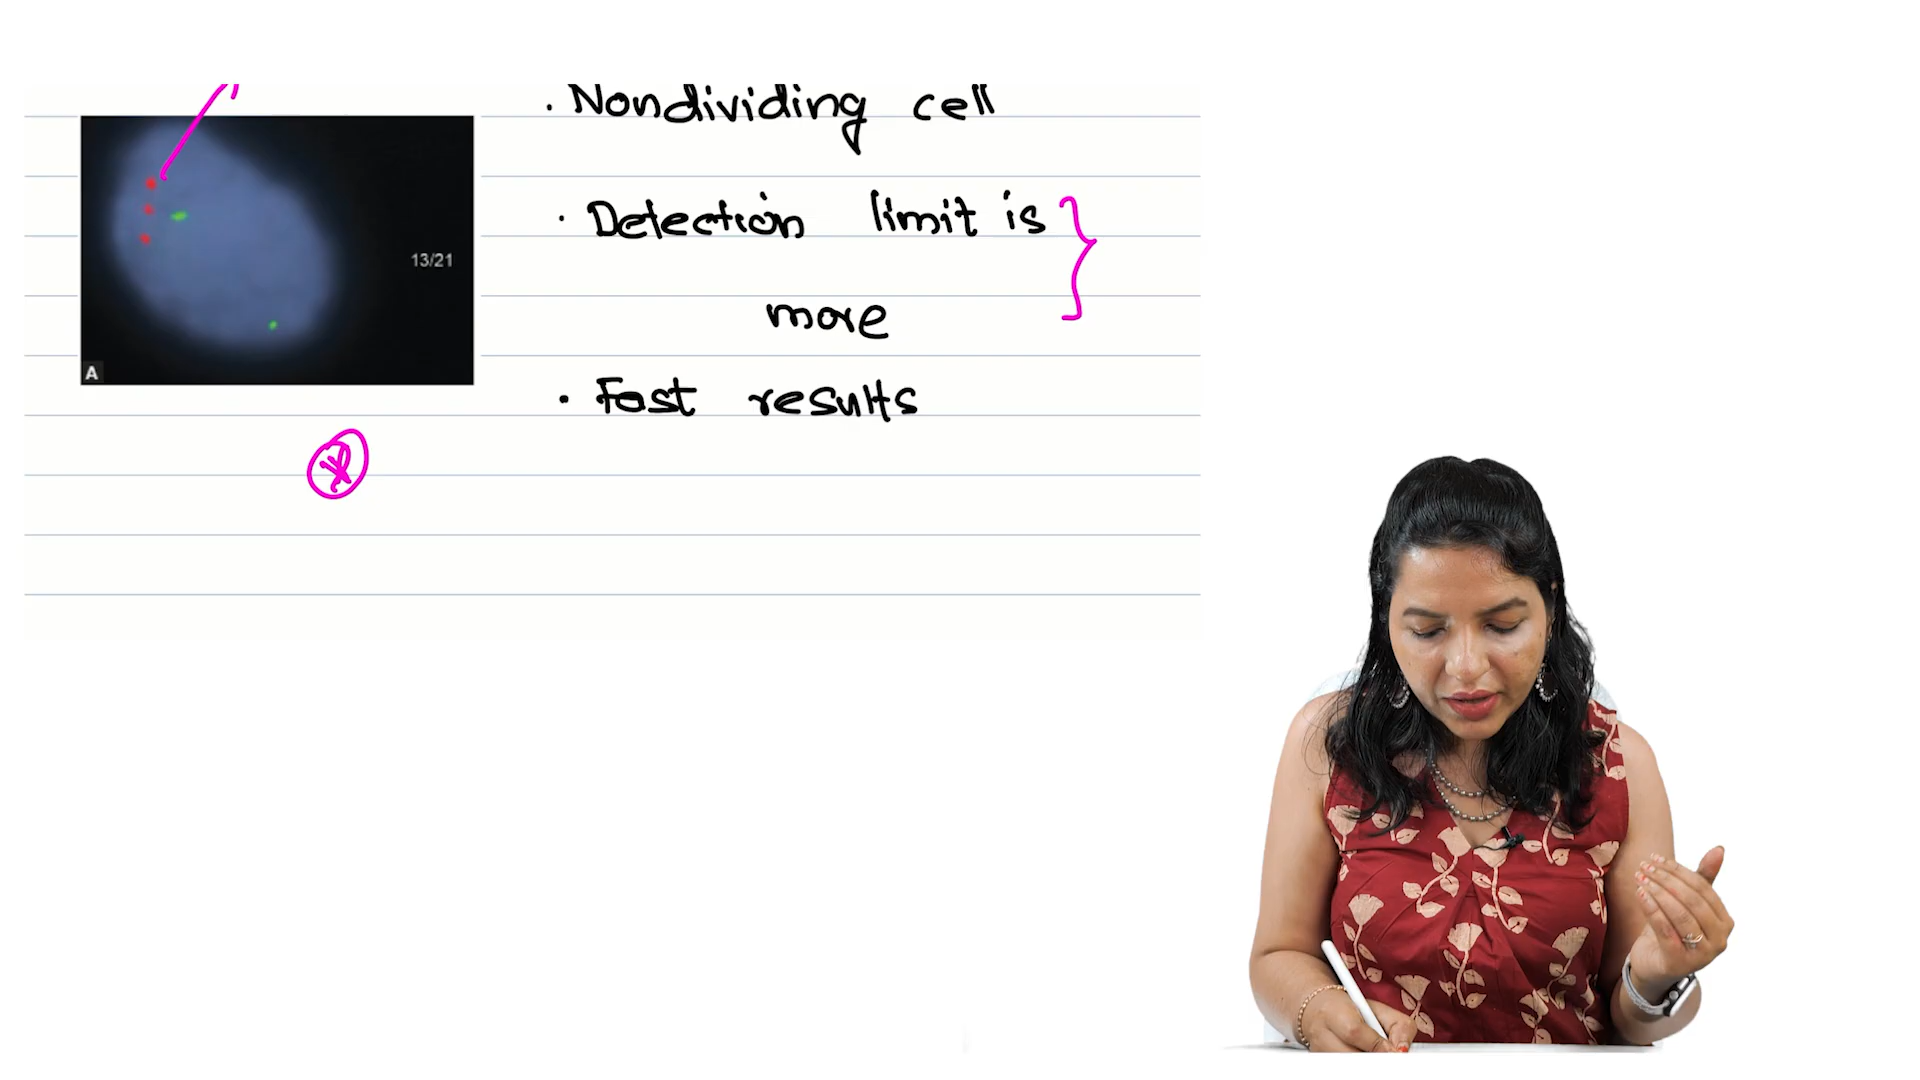 . Nondividing cell
. Detection limit is
more
. Fast results
13/21
A